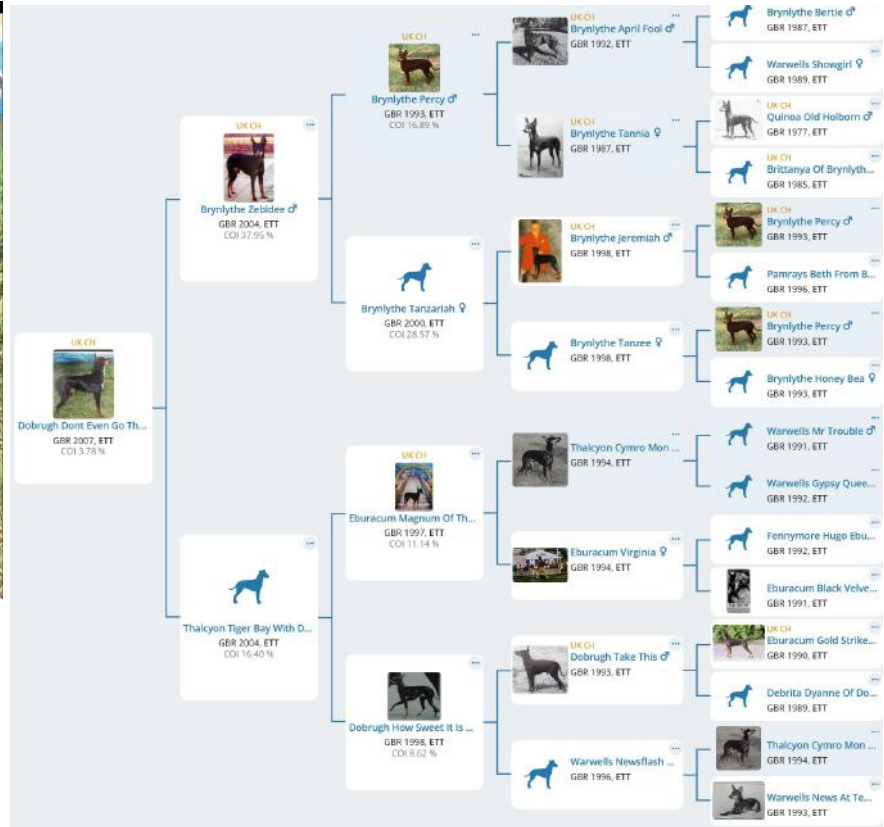 UK CH
Dobrugh Dont Even Go Th...
GBR 2007, ETT
COI 3.78 %
UK CH
Brynlythe Zebidee ♂
GBR 2004, ETT
COI 37.95 %
Thalcyon Tiger Bay With D...
GBR 2004, ETT
COI 16.40 %
UK CH
Brynlythe Percy ♂
GBR 1993, ETT
COI 16.89 %
Brynlythe Tanzariah ♀
GBR 2000, ETT
COI 28.57 %
UK CH
Eburacum Magnum Of Th...
GBR 1997, ETT
COI 11.14 %
Dobrugh How Sweet It Is ...
GBR 1998, ETT
COI 8.62 %
UK CH
Brynlythe April Fool ♂
GBR 1992, ETT
UK CH
Brynlythe Tannia ♀
GBR 1987, ETT
UK CH
Brynlythe Jeremiah ♂
GBR 1998, ETT
Brynlythe Tanzee ♀
GBR 1998, ETT
Thalcyon Cymro Mon ...
GBR 1994, ETT
Eburacum Virginia ♀
GBR 1994, ETT
UK CH
Dobrugh Take This ♂
GBR 1993, ETT
Warwells Newsflash ...
GBR 1996, ETT
Brynlythe Bertie ♂
GBR 1987, ETT
Warwells Showgirl ♀
GBR 1989, ETT
UK CH
Quinoa Old Holborn ♂
GBR 1977, ETT
UK CH
Brittanya Of Brynlyth...
GBR 1985, ETT
UK CH
Brynlythe Percy ♂
GBR 1993, ETT
Pamrays Beth From B...
GBR 1996, ETT
UK CH
Brynlythe Percy ♂
GBR 1993, ETT
Brynlythe Honey Bea ♀
GBR 1993, ETT
Warwells Mr Trouble ♂
GBR 1991, ETT
Warwells Gypsy Quee...
GBR 1992, ETT
Fennymore Hugo Ebu...
GBR 1992, ETT
Eburacum Black Velve...
GBR 1991, ETT
UK CH
Eburacum Gold Strike...
GBR 1990, ETT
Debrita Dyanne Of Do...
GBR 1989, ETT
Thalcyon Cymro Mon ...
GBR 1994, ETT
Warwells News At Te...
GBR 1993, ETT